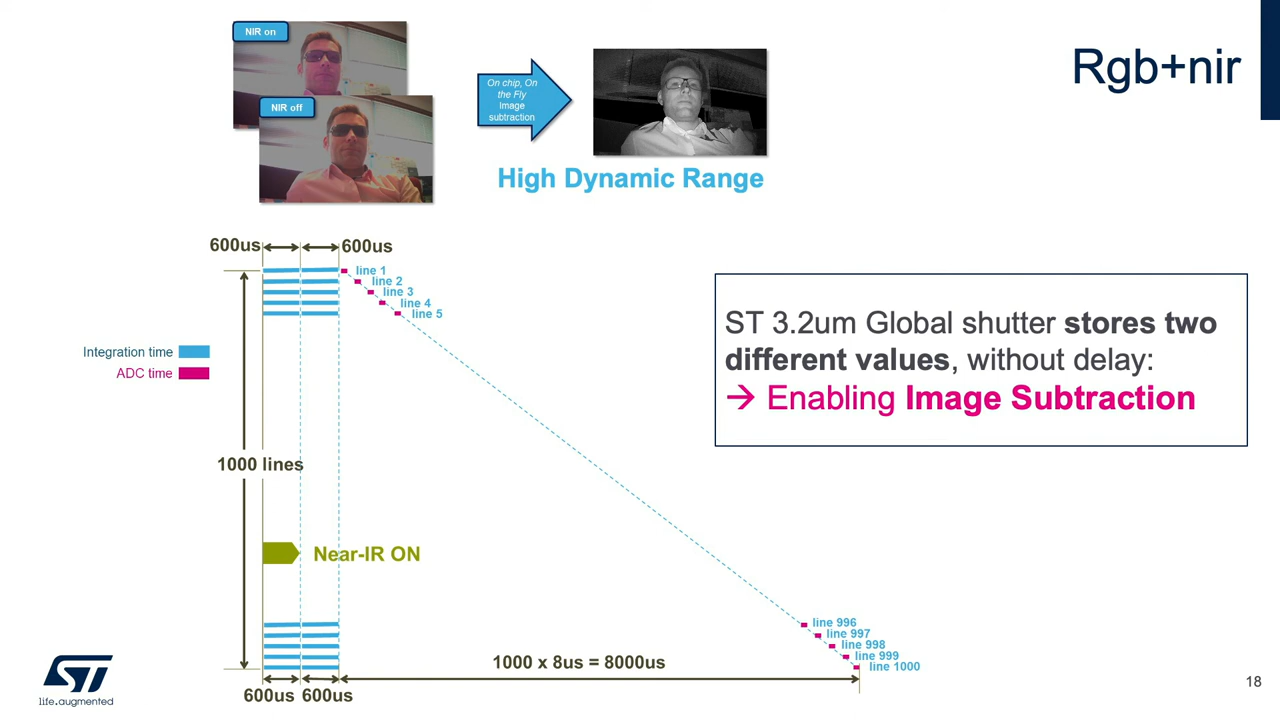 Rgb+nir
NIR on
NIR off
On chip, On
the Fly
Image
subtraction
High Dynamic Range
600us
600us
line 1
line 2
line 3
line 4
line 5
Integration time
ADC time
1000 lines
Near-IR ON
ST 3.2um Global shutter stores two
different values, without delay:
→ Enabling Image Subtraction
line 996
line 997
line 998
line 999
line 1000
1000 x 8us = 8000us
600us 600us
ST
life.augmented
18